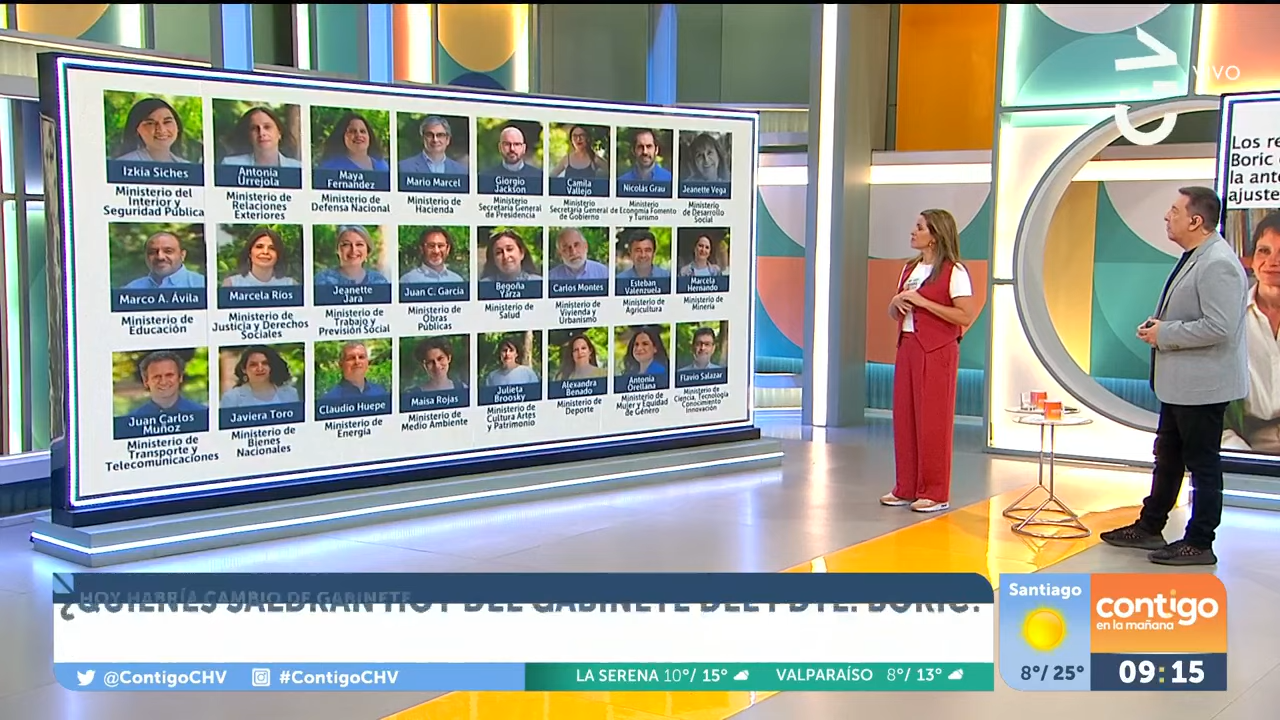 VIVO
Izkia Siches
Ministerio del
Interior y
Seguridad Pública
Antonia
Urrejola
Ministerio de
Relaciones
Exteriores
Maya
Fernandez
Ministerio de
Defensa Nacional
Mario Marcel
Ministerio de
Hacienda
Giorgio
Jackson
Ministerio
Secretaría General
de Presidencia
Camila
Vallejo
Ministerio
Secretaría General
de Gobierno
Nicolás Grau
Ministerio
de Economía Fomento
y Turismo
Jeanette Vega
Ministerio
de Desarrollo
Social
Marco A. Ávila
Ministerio de
Educación
Marcela Ríos
Ministerio de
Justicia y Derechos
Sociales
Jeanette
Jara
Ministerio de
Trabajo y
Previsión Social
Juan C. García
Ministerio de
Obras
Públicas
Begoña
Yarza
Ministerio de
Salud
Carlos Montes
Ministerio de
Vivienda y
Urbanismo
Esteban
Valenzuela
Ministerio de
Agricultura
Marcela
Hernando
Ministerio de
Minería
Juan Carlos
Muñoz
Ministerio de
Transporte y
Telecomunicaciones
Javiera Toro
Ministerio de
Bienes
Nacionales
Claudio Huepe
Ministerio de
Energía
Maisa Rojas
Ministerio de
Medio Ambiente
Julieta
Broosky
Ministerio de
Cultura Artes
y Patrimonio
Alexandra
Benado
Ministerio de
Deporte
Antonia
Orellana
Ministerio de
Mujer y Equidad
de Género
Flavio Salazar
Ministerio de
Ciencia, Tecnología
Conocimiento
Innovación
Los re
Boric
la ant
ajuste
HOY HABRÍA CAMBIO DE GABINETE
¿QUIÉNES SALDRÁN HOY DEL GABINETE DEL PDTE. BORIC?
@ContigoCHV #ContigoCHV LA SERENA 10°/ 15° VALPARAÍSO 8°/ 13°
Santiago
8°/ 25°
contigo
en la mañana
09:15